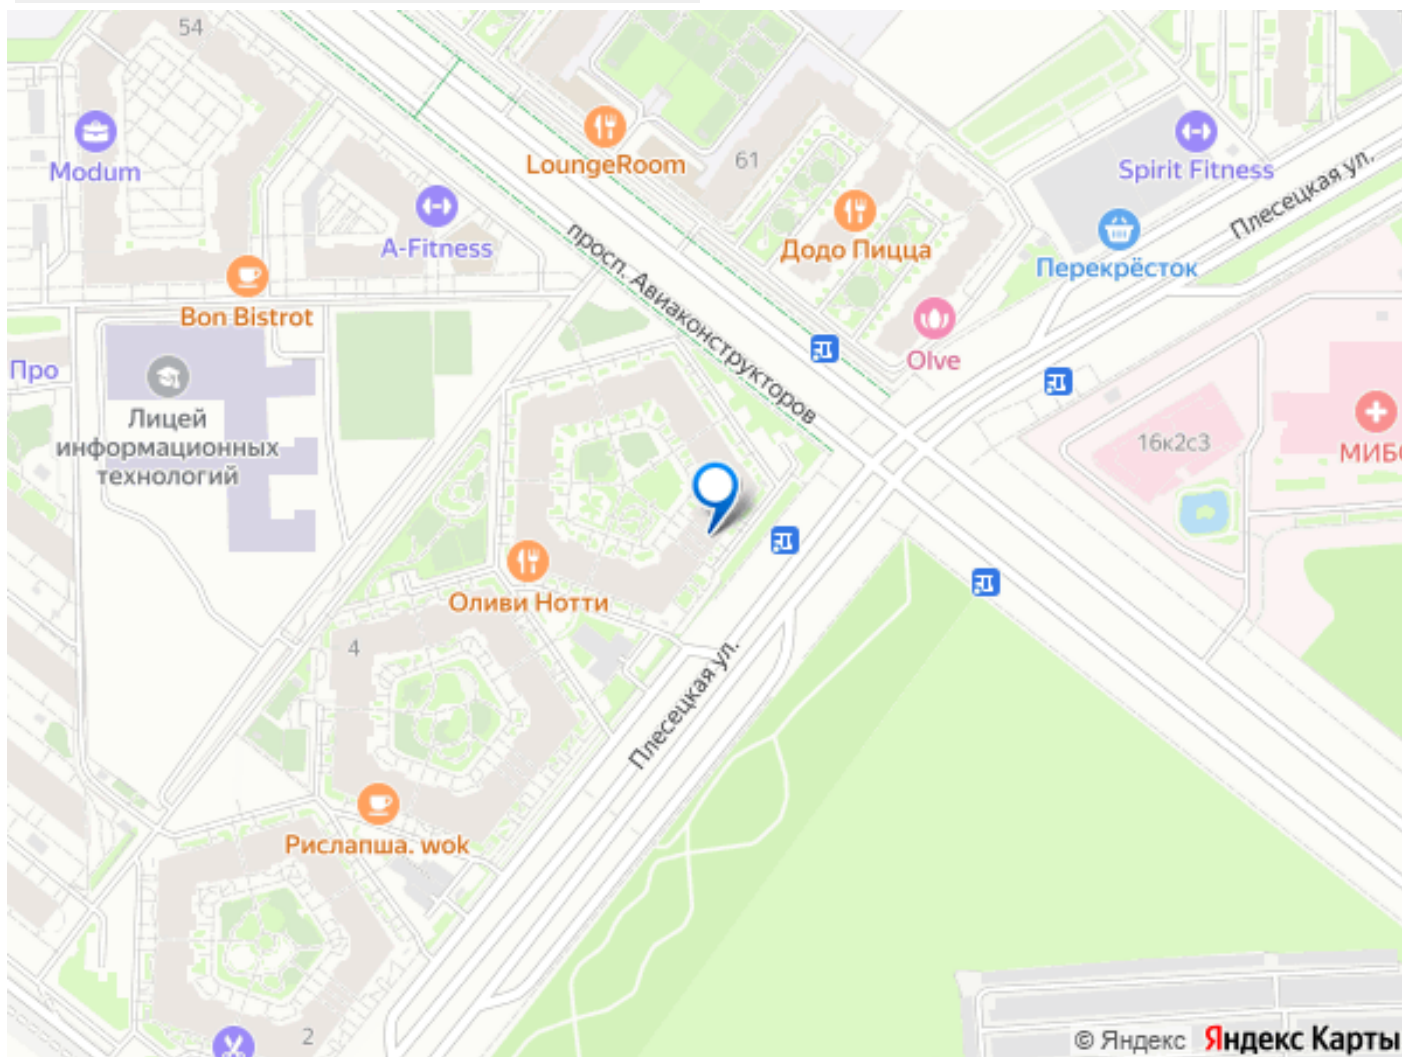 54
Modum
LoungeRoom
61
Spirit Fitness
Плесецкая ул.
A-Fitness
просп. Авиаконструкторов
Додо Пицца
Перекрёсток
Bon Bistrot
Olve
Про
Лицей
информационных
технологий
16к2с3
МИБС
Оливи Нотти
4
Плесецкая ул.
Рислапша. wok
2
© Яндекс Яндекс Карты